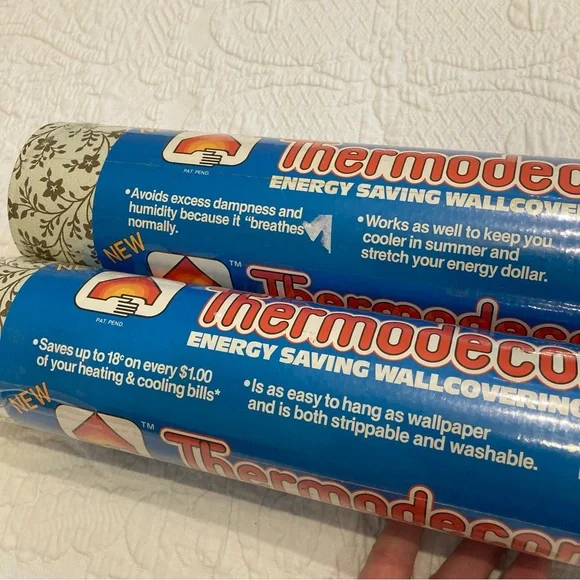 PAT. PEND.
Thermodeco
ENERGY SAVING WALLCOVE
•Avoids excess dampness and
humidity because it "breathes
normally.
•Works as well to keep you
cooler in summer and
stretch your energy dollar.
NEW
TM
Thermodeco
PAT. PEND.
Thermodeco
ENERGY SAVING WALLCOVERING
•Saves up to 18¢ on every $1.00
of your heating & cooling bills*
•Is as easy to hang as wallpaper
and is both strippable and washable.
NEW
TM
Thermodecor